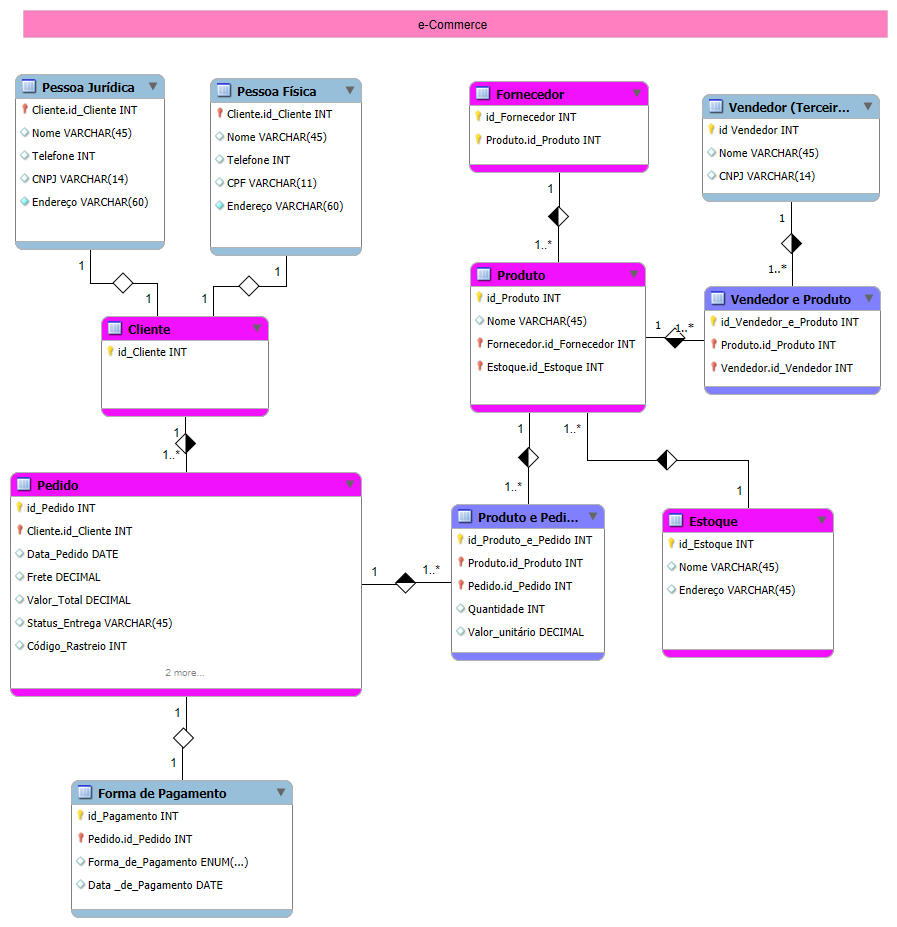 e-Commerce
Pessoa Jurídica
Cliente.id_Cliente INT
Nome VARCHAR(45)
Telefone INT
CNPJ VARCHAR(14)
Endereço VARCHAR(60)
Pessoa Física
Cliente.id_Cliente INT
Nome VARCHAR(45)
Telefone INT
CPF VARCHAR(11)
Endereço VARCHAR(60)
Fornecedor
id_Fornecedor INT
Produto.id_Produto INT
Vendedor (Terceir...
id Vendedor INT
Nome VARCHAR(45)
CNPJ VARCHAR(14)
1
1
1
1
1
1..*
1
1..*
Cliente
id_Cliente INT
Produto
id_Produto INT
Nome VARCHAR(45)
Fornecedor.id_Fornecedor INT
Estoque.id_Estoque INT
1
1..*
Vendedor e Produto
id_Vendedor_e_Produto INT
Produto.id_Produto INT
Vendedor.id_Vendedor INT
1
1..*
1
1..*
1..*
1
Pedido
id_Pedido INT
Cliente.id_Cliente INT
Data_Pedido DATE
Frete DECIMAL
Valor_Total DECIMAL
Status_Entrega VARCHAR(45)
Código_Rastreio INT
2 more...
1
1..*
Produto e Pedi...
id_Produto_e_Pedido INT
Produto.id_Produto INT
Pedido.id_Pedido INT
Quantidade INT
Valor_unitário DECIMAL
Estoque
id_Estoque INT
Nome VARCHAR(45)
Endereço VARCHAR(45)
1
1
Forma de Pagamento
id_Pagamento INT
Pedido.id_Pedido INT
Forma_de_Pagamento ENUM(...)
Data _de_Pagamento DATE